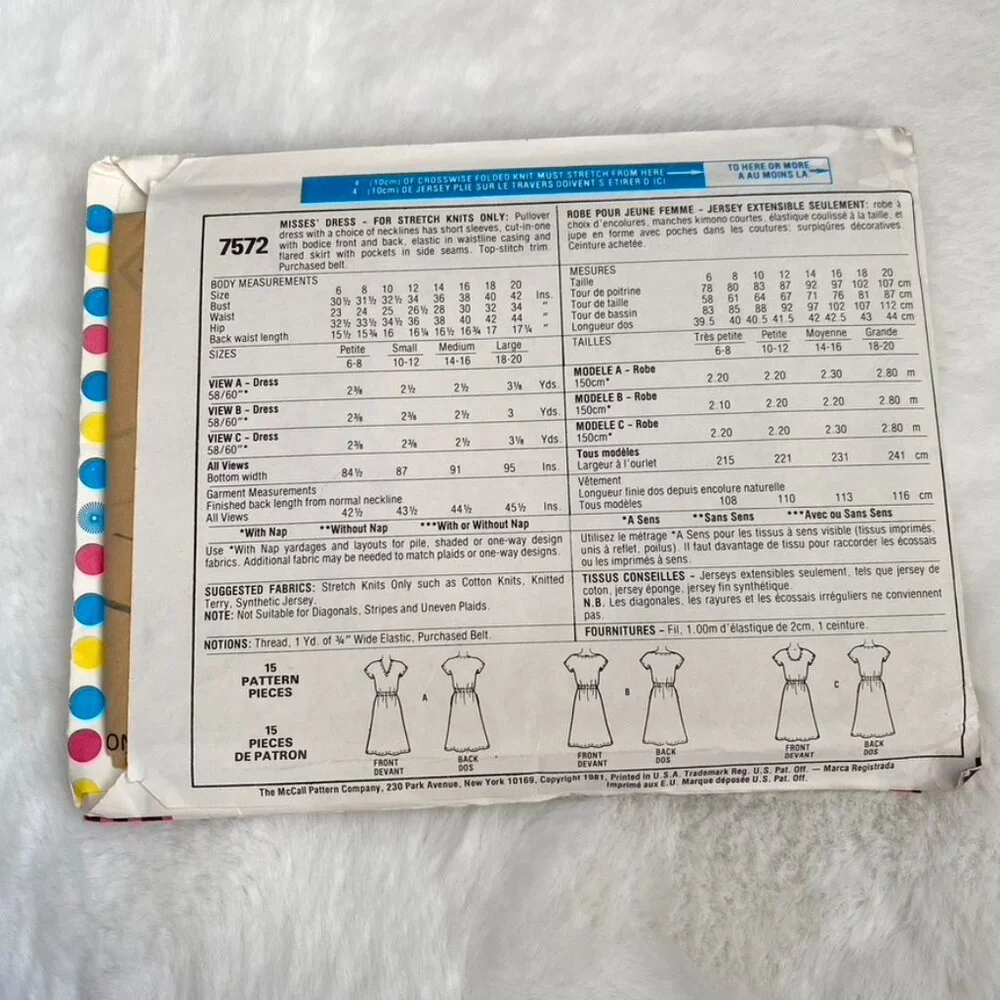 4" (10cm) OF CROSSWISE FOLDED KNIT MUST STRETCH FROM HERE
4" (10cm) DE JERSEY PLIE SUR LE TRAVERS DOIVENT S ETIRER D ICI
TO HERE OR MORE
A AU MOINS LA
7572
MISSES' DRESS - FOR STRETCH KNITS ONLY: Pullover
dress with a choice of necklines has short sleeves, cut-in-one
with bodice front and back, elastic in waistline casing and
flared skirt with pockets in side seams. Top-stitch trim.
Purchased belt.
BODY MEASUREMENTS
Size 6 8 10 12 14 16 18 20
Bust 30½ 31½ 32½ 34 36 38 40 42 Ins.
Waist 23 24 25 26½ 28 30 32 34 "
Hip 32½ 33½ 34½ 36 38 40 42 44 "
Back waist length 15½ 15¾ 16 16¼ 16½ 16¾ 17 17¼ "
SIZES Petite Small Medium Large
6-8 10-12 14-16 18-20
VIEW A - Dress
58/60"* 2⅜ 2½ 2½ 3⅛ Yds.
VIEW B - Dress
58/60"* 2⅜ 2⅜ 2½ 3 Yds.
VIEW C - Dress
58/60"* 2⅜ 2⅜ 2½ 3⅛ Yds.
All Views
Bottom width 84½ 87 91 95 Ins.
Garment Measurements
Finished back length from normal neckline
All Views 42½ 43½ 44½ 45½ Ins.
*With Nap **Without Nap ***With or Without Nap
Use *With Nap yardages and layouts for pile, shaded or one-way design
fabrics. Additional fabric may be needed to match plaids or one-way designs.
SUGGESTED FABRICS: Stretch Knits Only such as Cotton Knits, Knitted
Terry, Synthetic Jersey.
NOTE: Not Suitable for Diagonals, Stripes and Uneven Plaids.
NOTIONS: Thread, 1 Yd. of ¾" Wide Elastic, Purchased Belt.
ROBE POUR JEUNE FEMME - JERSEY EXTENSIBLE SEULEMENT: robe à
choix d'encolures, manches kimono courtes, élastique coulissé à la taille, et
jupe en forme avec poches dans les coutures; surpiqûres décoratives.
Ceinture achetée.
MESURES
Taille 6 8 10 12 14 16 18 20
Tour de poitrine 78 80 83 87 92 97 102 107 cm
Tour de taille 58 61 64 67 71 76 81 87 cm
Tour de bassin 83 85 88 92 97 102 107 112 cm
Longueur dos 39.5 40 40.5 41.5 42 42.5 43 44 cm
TAILLES Très petite Petite Moyenne Grande
6-8 10-12 14-16 18-20
MODELE A - Robe
150cm* 2.20 2.20 2.30 2.80 m
MODELE B - Robe
150cm* 2.10 2.20 2.20 2.80 m
MODELE C - Robe
150cm* 2.20 2.20 2.30 2.80 m
Tous modèles
Largeur à l'ourlet 215 221 231 241 cm
Vêtement
Longueur finie dos depuis encolure naturelle
Tous modèles 108 110 113 116 cm
*A Sens **Sans Sens ***Avec ou Sans Sens
Utilisez le métrage *A Sens pour les tissus à sens visible (tissus imprimés,
unis à reflet, poilus). Il faut davantage de tissu pour raccorder les écossais
ou les imprimés à sens.
TISSUS CONSEILLES - Jerseys extensibles seulement, tels que jersey de
coton, jersey éponge, jersey fin synthétique.
N.B. Les diagonales, les rayures et les écossais irréguliers ne conviennent
pas.
FOURNITURES - Fil, 1.00m d'élastique de 2cm, 1 ceinture.
15
PATTERN
PIECES
15
PIECES
DE PATRON
A
B
C
FRONT
DEVANT
BACK
DOS
FRONT
DEVANT
BACK
DOS
FRONT
DEVANT
BACK
DOS
The McCall Pattern Company, 230 Park Avenue, New York 10169, Copyright 1981, Printed in U.S.A. Trademark Reg. U.S. Pat. Off. — Marca Registrada
Imprimé aux E.U. Marque déposée U.S. Pat. Off.